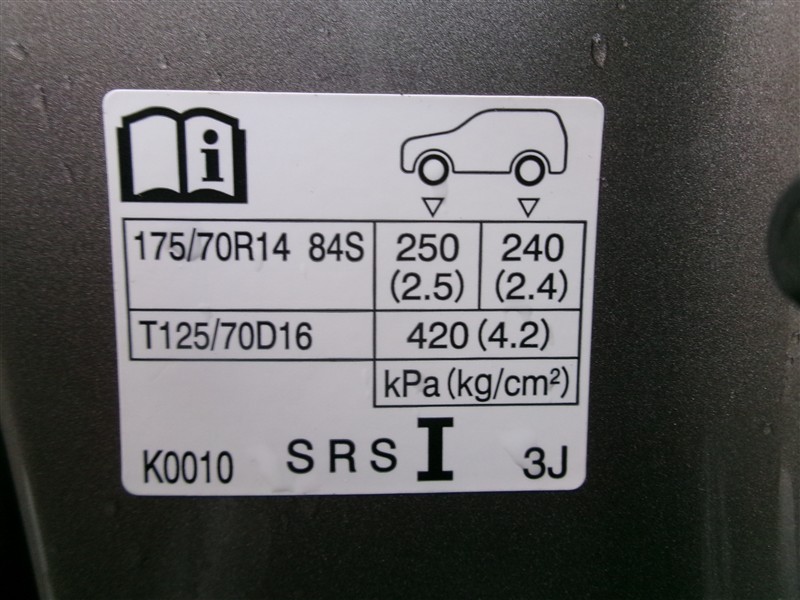 i
175/70R14 84S 250 240
(2.5) (2.4)
T125/70D16 420 (4.2)
kPa (kg/cm²)
K0010 SRS I 3J